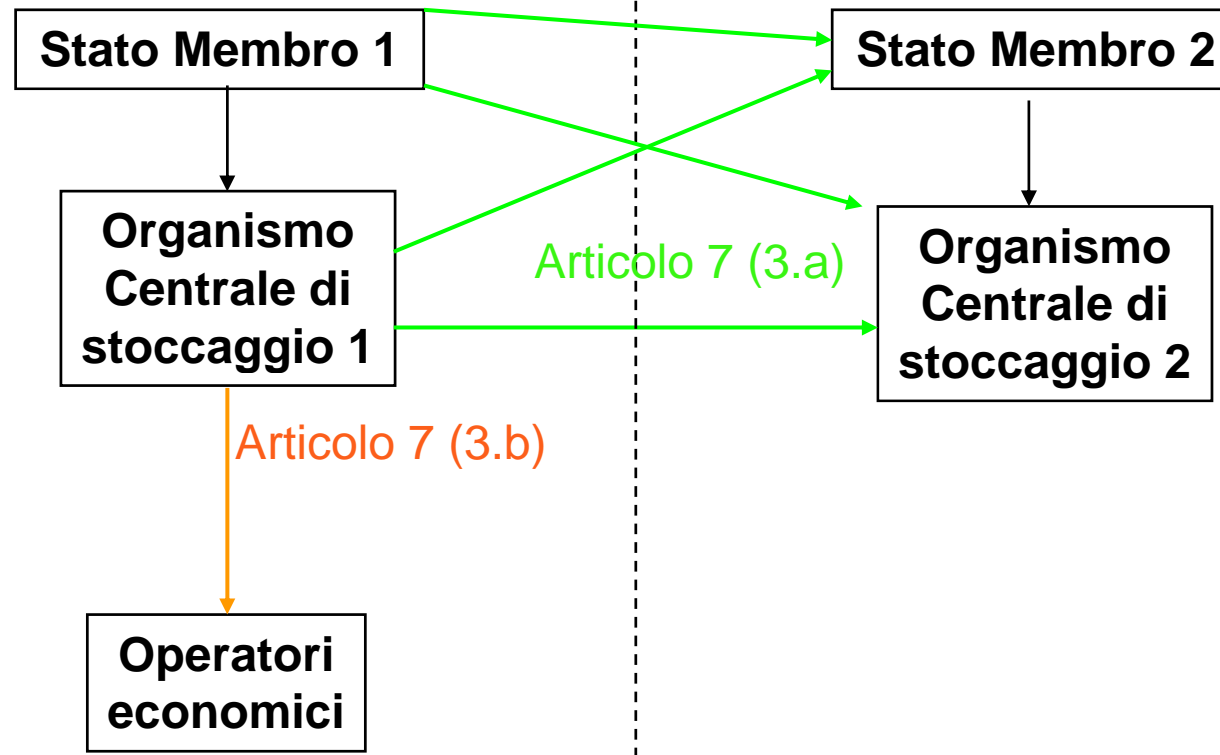 Stato Membro 1
Stato Membro 2
Organismo
Centrale di
stoccaggio 1
Articolo 7 (3.a)
Organismo
Centrale di
stoccaggio 2
Articolo 7 (3.b)
Operatori
economici